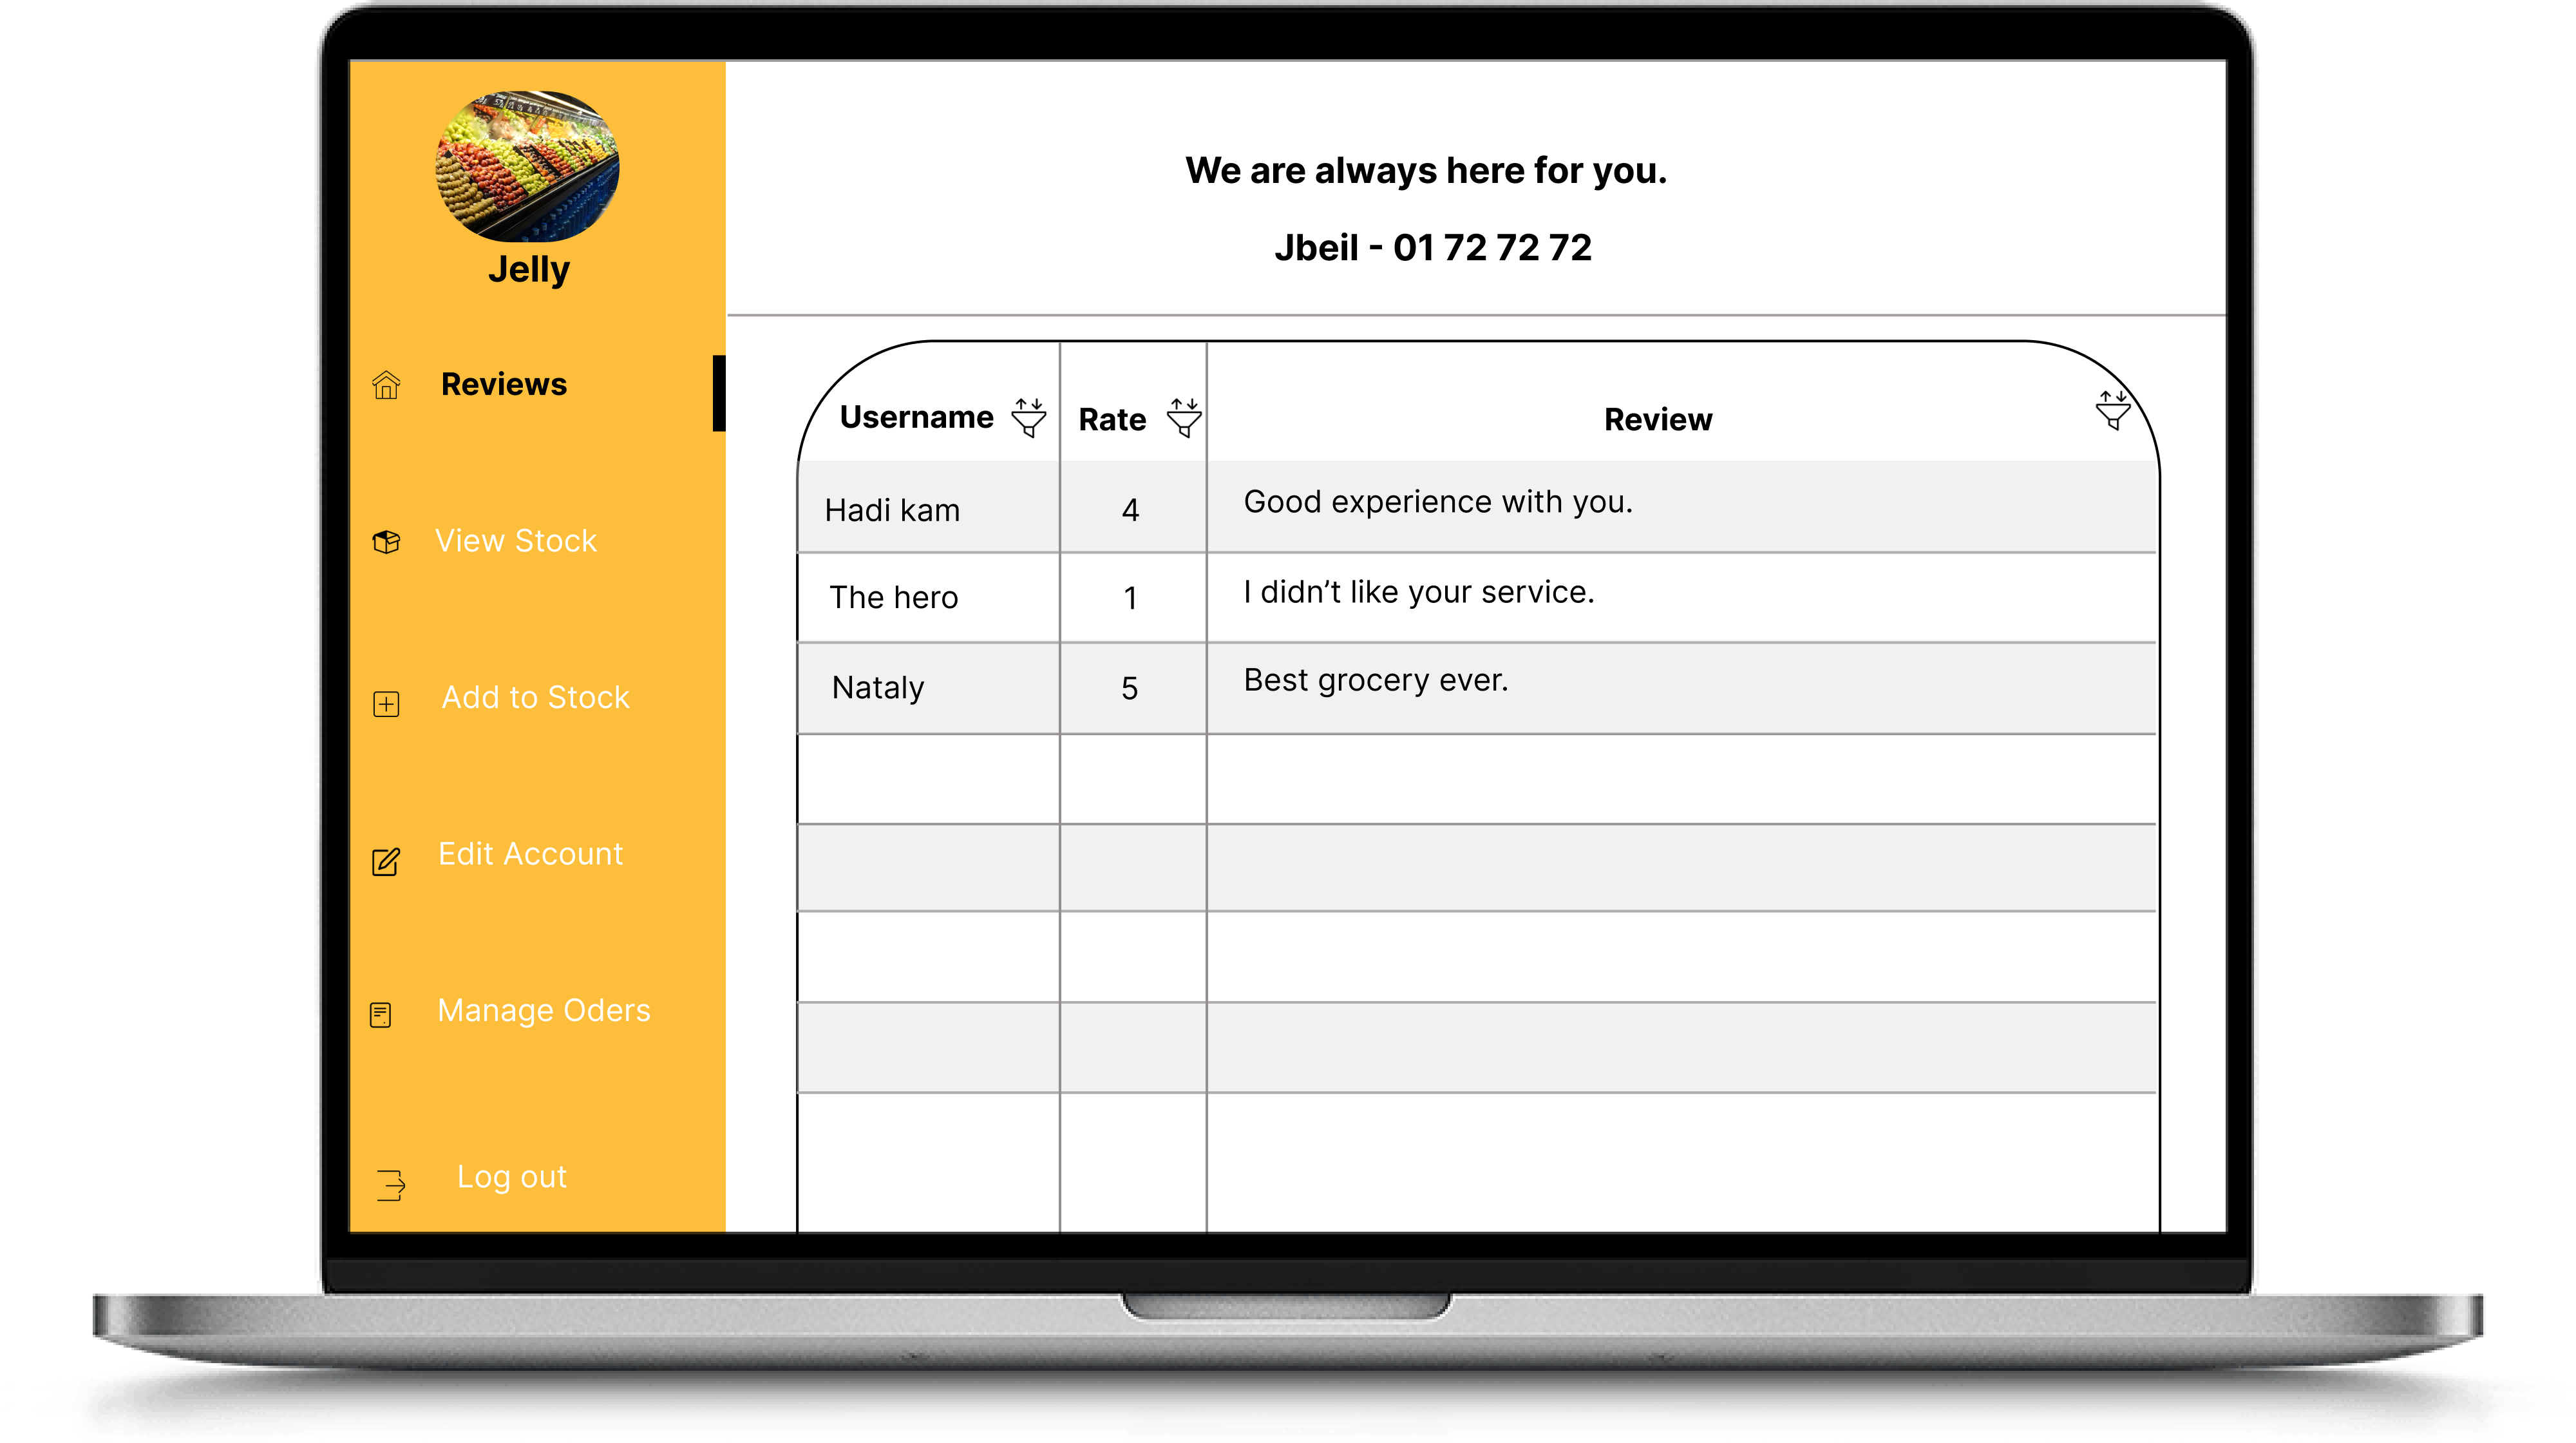 Jelly
Reviews
View Stock
Add to Stock
Edit Account
Manage Oders
Log out
We are always here for you.
Jbeil - 01 72 72 72
Username Rate Review
Hadi kam 4 Good experience with you.
The hero 1 I didn’t like your service.
Nataly 5 Best grocery ever.